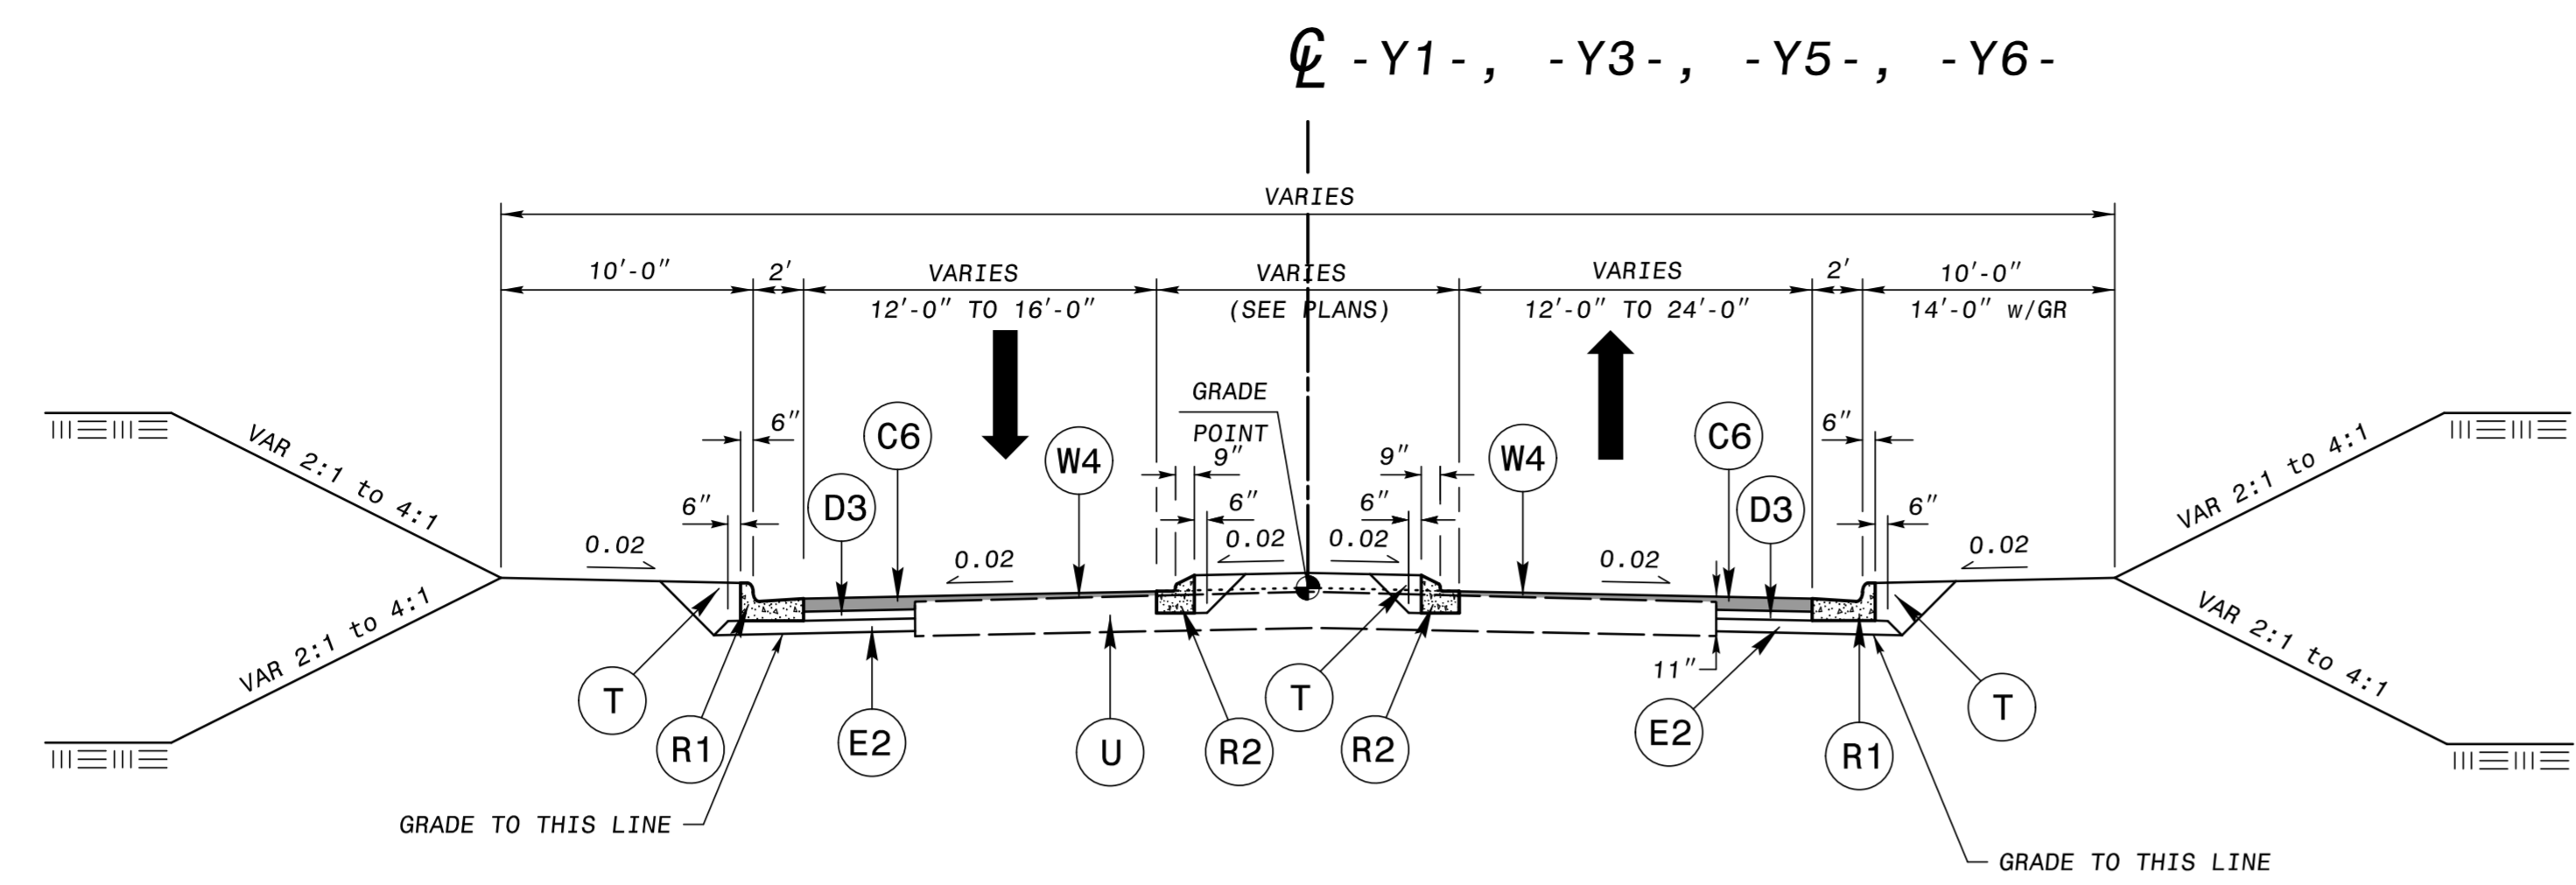 ℄ -Y1-, -Y3-, -Y5-, -Y6-
VARIES
10'-0"
2'
VARIES
12'-0" TO 16'-0"
VARIES
(SEE PLANS)
VARIES
12'-0" TO 24'-0"
2'
10'-0"
14'-0" w/GR
GRADE
POINT
6"
C6
W4
9"
9"
W4
C6
6"
VAR 2:1 to 4:1
6"
D3
6"
6"
D3
6"
VAR 2:1 to 4:1
0.02
0.02
0.02
0.02
0.02
0.02
VAR 2:1 to 4:1
VAR 2:1 to 4:1
11"
T
R1
E2
U
R2
T
R2
E2
R1
T
GRADE TO THIS LINE
GRADE TO THIS LINE